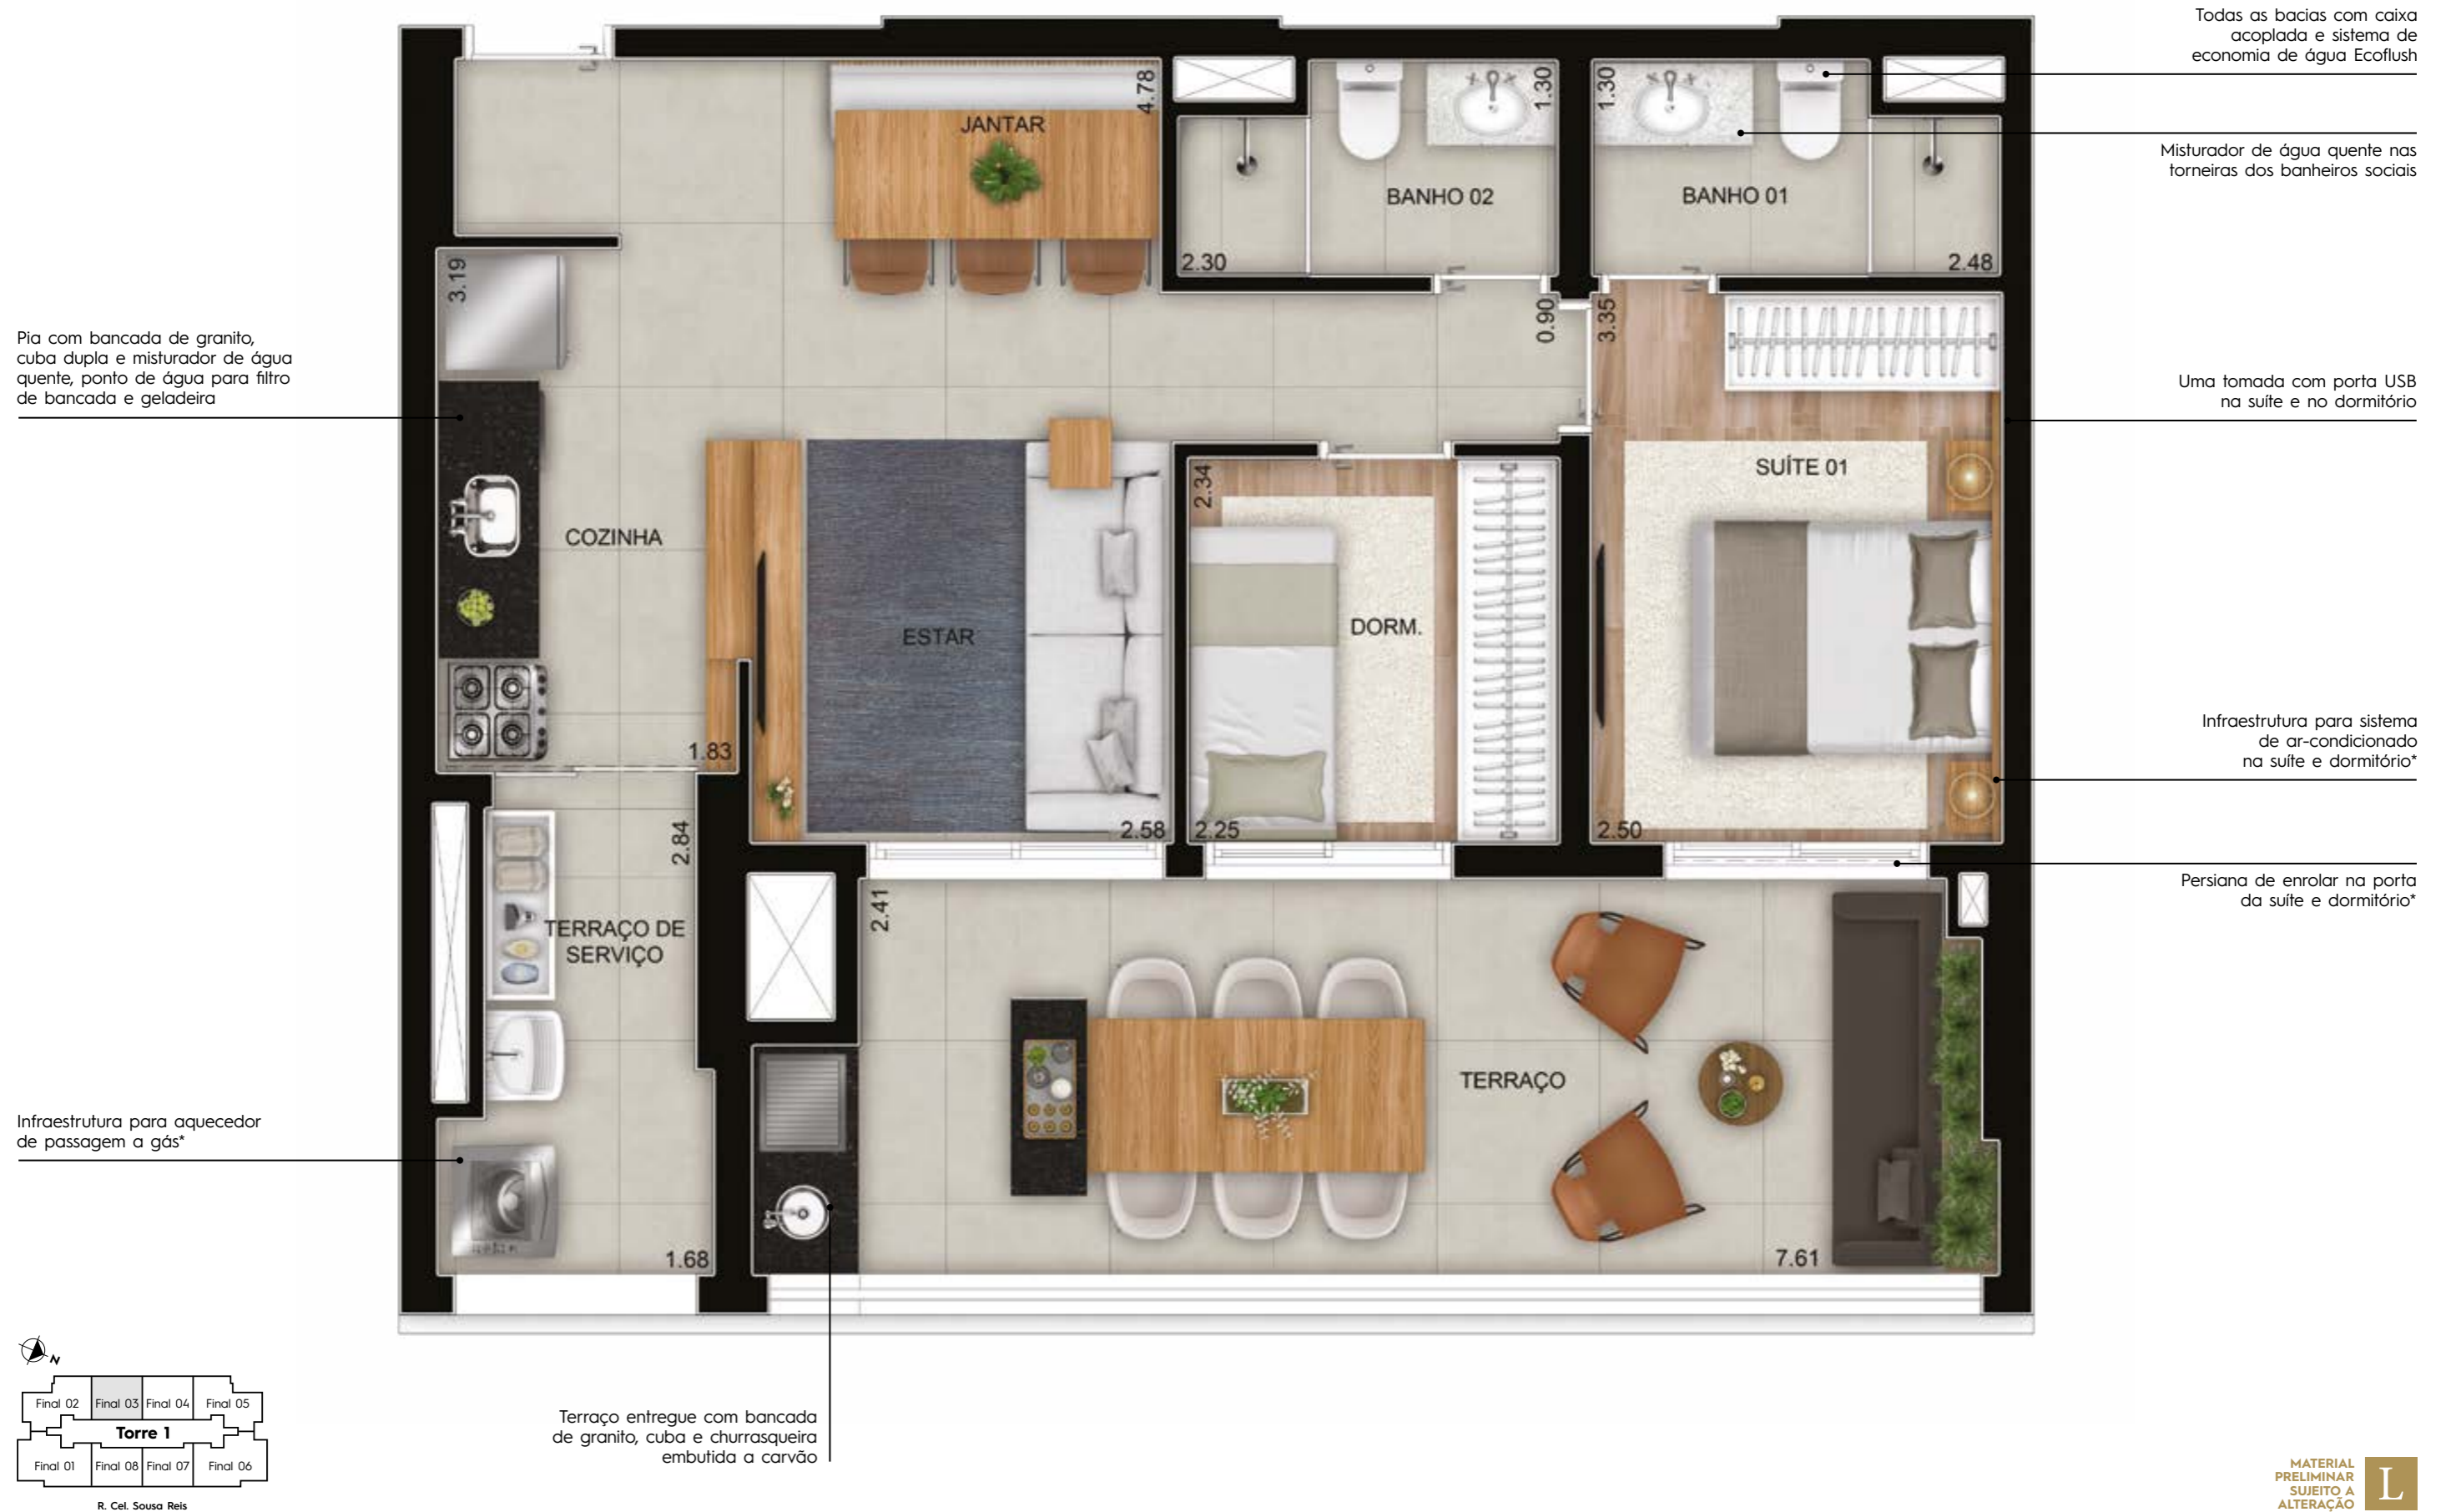 Todas as bacias com caixa
acoplada e sistema de
economia de água Ecoflush
Misturador de água quente nas
torneiras dos banheiros sociais
Uma tomada com porta USB
na suíte e no dormitório
Infraestrutura para sistema
de ar-condicionado
na suíte e dormitório*
Persiana de enrolar na porta
da suíte e dormitório*
Pia com bancada de granito,
cuba dupla e misturador de água
quente, ponto de água para filtro
de bancada e geladeira
Infraestrutura para aquecedor
de passagem a gás*
Terraço entregue com bancada
de granito, cuba e churrasqueira
embutida a carvão
JANTAR
4.78
1.30
1.30
BANHO 02
BANHO 01
2.30
2.48
3.19
0.90
3.35
SUÍTE 01
2.34
COZINHA
ESTAR
DORM.
1.83
2.58
2.25
2.50
2.84
2.41
TERRAÇO DE
SERVIÇO
TERRAÇO
1.68
7.61
N
Final 02
Final 03
Final 04
Final 05
Torre 1
Final 01
Final 08
Final 07
Final 06
R. Cel. Sousa Reis
MATERIAL
PRELIMINAR
SUJEITO A
ALTERAÇÃO
L